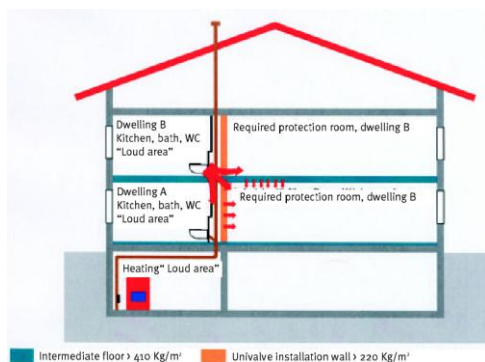 Dwelling B
Kitchen, bath, WC
“Loud area”
Required protection room, dwelling B
Dwelling A
Kitchen, bath, WC
“Loud area”
Required protection room, dwelling B
Heating“ Loud area”
Intermediate floor > 410 Kg/m²
Univalve installation wall > 220 Kg/m²